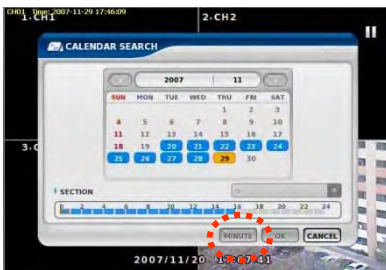 CH01 Time: 2007-11-29 17:46:09
1-CH1
2-CH2
CALENDAR SEARCH
2007 11
SUN MON TUE WED THU FRI SAT
1 2 3
4 5 6 7 8 9 10
11 12 13 14 15 16 17
18 19 20 21 22 23 24
25 26 27 28 29 30
SECTION
0 2 4 6 8 10 12 14 16 18 20 22 24
MINUTE OK CANCEL
2007/11/20